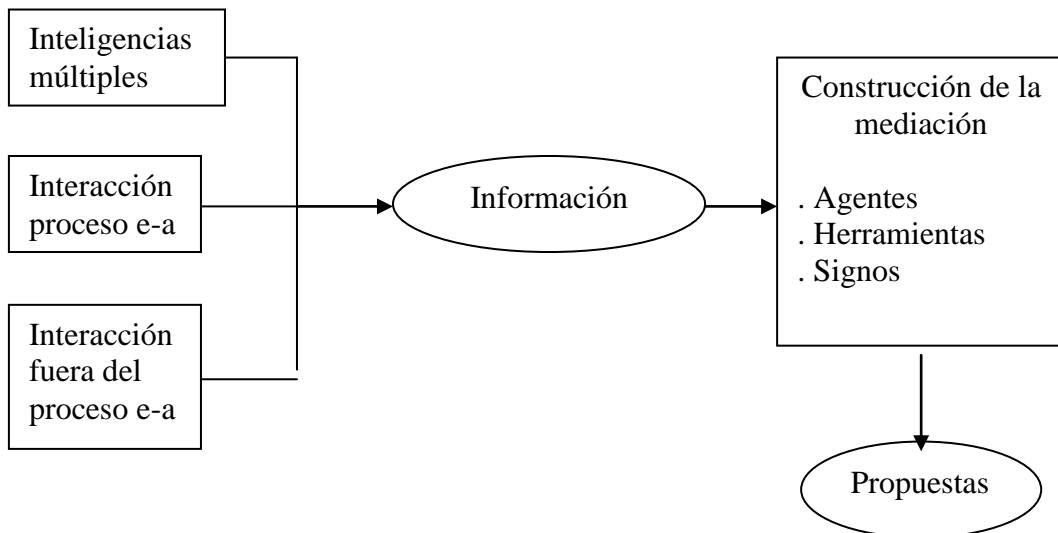 Inteligencias
múltiples
Interacción
proceso e-a
Interacción
fuera del
proceso e-a
Información
Construcción de la
mediación
. Agentes
. Herramientas
. Signos
Propuestas